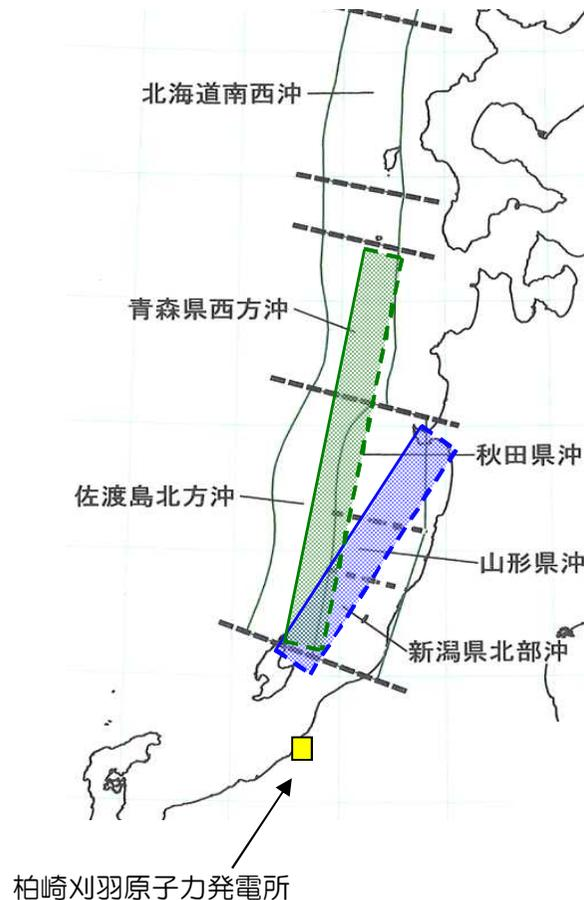 北海道南西沖
青森県西方沖
秋田県沖
佐渡島北方沖
山形県沖
新潟県北部沖
柏崎刈羽原子力発電所